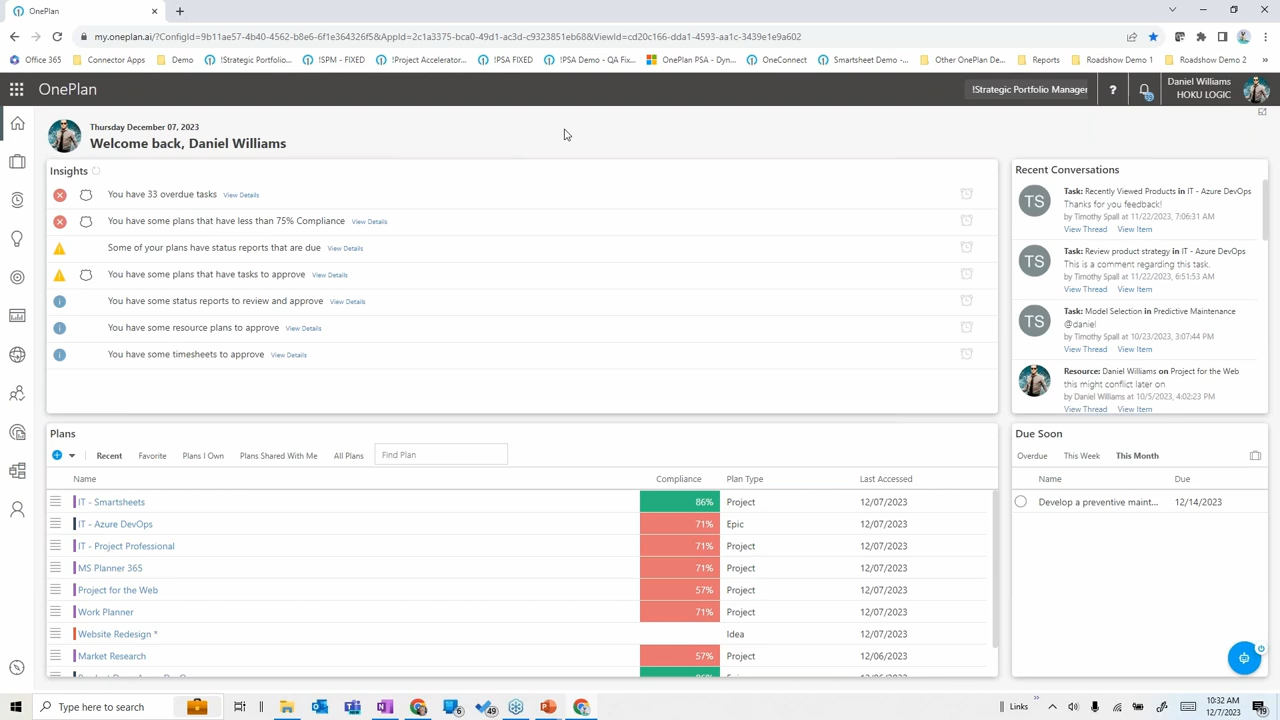 OnePlan
my.oneplan.ai/?ConfigId=9b11ae57-4b40-4562-b8e6-6f1e364326f5&AppId=2c1a3375-bca0-49d1-ac3d-c9323851eb68&ViewId=cd20c166-dda1-4593-aa1c-3439e1e9a602
Office 365 Connector Apps Demo !Strategic Portfolio... !SPM - FIXED !Project Accelerator... !PSA FIXED !PSA Demo - QA Fix... OnePlan PSA - Dyn... OneConnect Smartsheet Demo -... Other OnePlan De... Reports Roadshow Demo 1 Roadshow Demo 2 »
OnePlan
!Strategic Portfolio Manager
?
Daniel Williams
HOKU LOGIC
Thursday December 07, 2023
Welcome back, Daniel Williams
Insights
You have 33 overdue tasks View Details
You have some plans that have less than 75% Compliance View Details
Some of your plans have status reports that are due View Details
You have some plans that have tasks to approve View Details
You have some status reports to review and approve View Details
You have some resource plans to approve View Details
You have some timesheets to approve View Details
Recent Conversations
TS
Task: Recently Viewed Products in IT - Azure DevOps
Thanks for you feedback!
by Timothy Spall at 11/22/2023, 7:06:31 AM
View Thread View Item
TS
Task: Review product strategy in IT - Azure DevOps
This is a comment regarding this task.
by Timothy Spall at 11/22/2023, 6:51:53 AM
View Thread View Item
TS
Task: Model Selection in Predictive Maintenance
@daniel
by Timothy Spall at 10/23/2023, 3:07:44 PM
View Thread View Item
Resource: Daniel Williams on Project for the Web
this might conflict later on
by Daniel Williams at 10/5/2023, 4:02:23 PM
View Thread View Item
Plans
Recent Favorite Plans I Own Plans Shared With Me All Plans Find Plan
Name Compliance Plan Type Last Accessed
IT - Smartsheets 86% Project 12/07/2023
IT - Azure DevOps 71% Epic 12/07/2023
IT - Project Professional 71% Project 12/07/2023
MS Planner 365 71% Project 12/07/2023
Project for the Web 57% Project 12/07/2023
Work Planner 71% Project 12/07/2023
Website Redesign * Idea 12/07/2023
Market Research 57% Project 12/06/2023
Due Soon
Overdue This Week This Month
Name Due
Develop a preventive maint... 12/14/2023
Type here to search
6
49
Links »
10:32 AM
12/7/2023
19